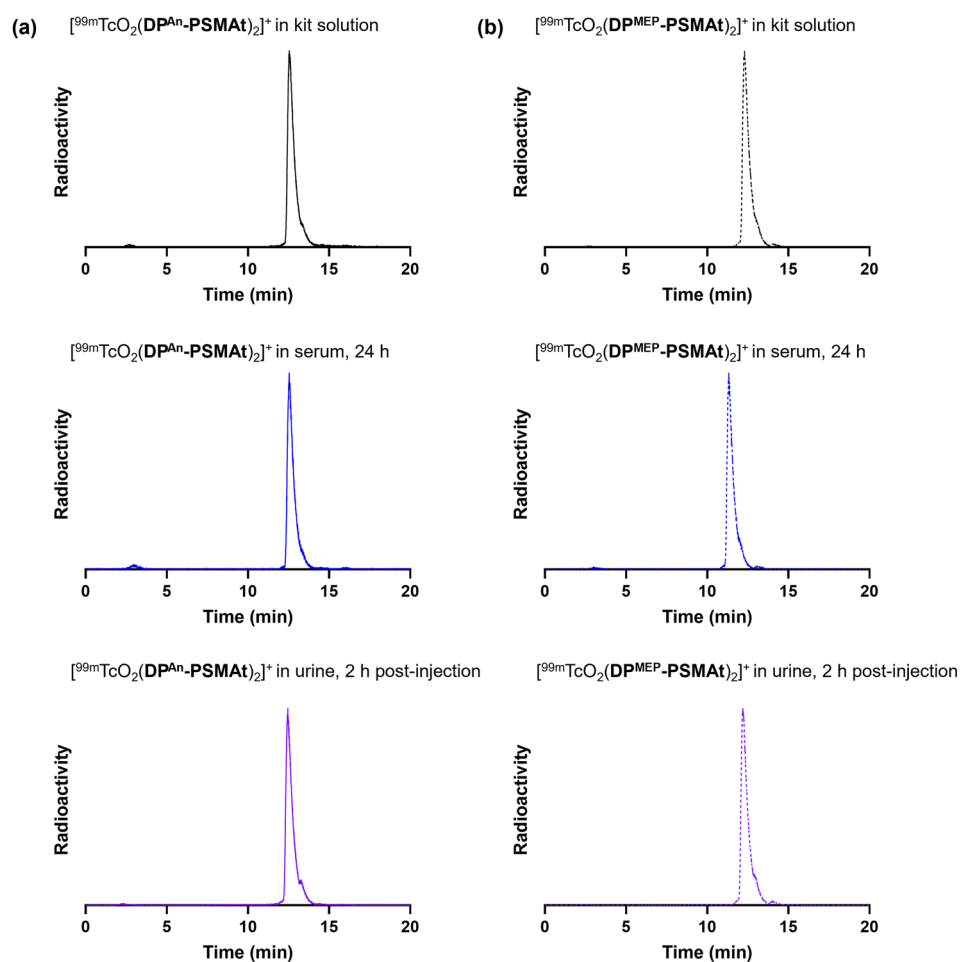 (a) [⁹⁹ᵐTcO₂(DPᴬⁿ-PSMAt)₂]⁺ in kit solution
Radioactivity
0 5 10 15 20
Time (min)
(b) [⁹⁹ᵐTcO₂(DPᴹᴱᴾ-PSMAt)₂]⁺ in kit solution
Radioactivity
0 5 10 15 20
Time (min)
[⁹⁹ᵐTcO₂(DPᴬⁿ-PSMAt)₂]⁺ in serum, 24 h
Radioactivity
0 5 10 15 20
Time (min)
[⁹⁹ᵐTcO₂(DPᴹᴱᴾ-PSMAt)₂]⁺ in serum, 24 h
Radioactivity
0 5 10 15 20
Time (min)
[⁹⁹ᵐTcO₂(DPᴬⁿ-PSMAt)₂]⁺ in urine, 2 h post-injection
Radioactivity
0 5 10 15 20
Time (min)
[⁹⁹ᵐTcO₂(DPᴹᴱᴾ-PSMAt)₂]⁺ in urine, 2 h post-injection
Radioactivity
0 5 10 15 20
Time (min)